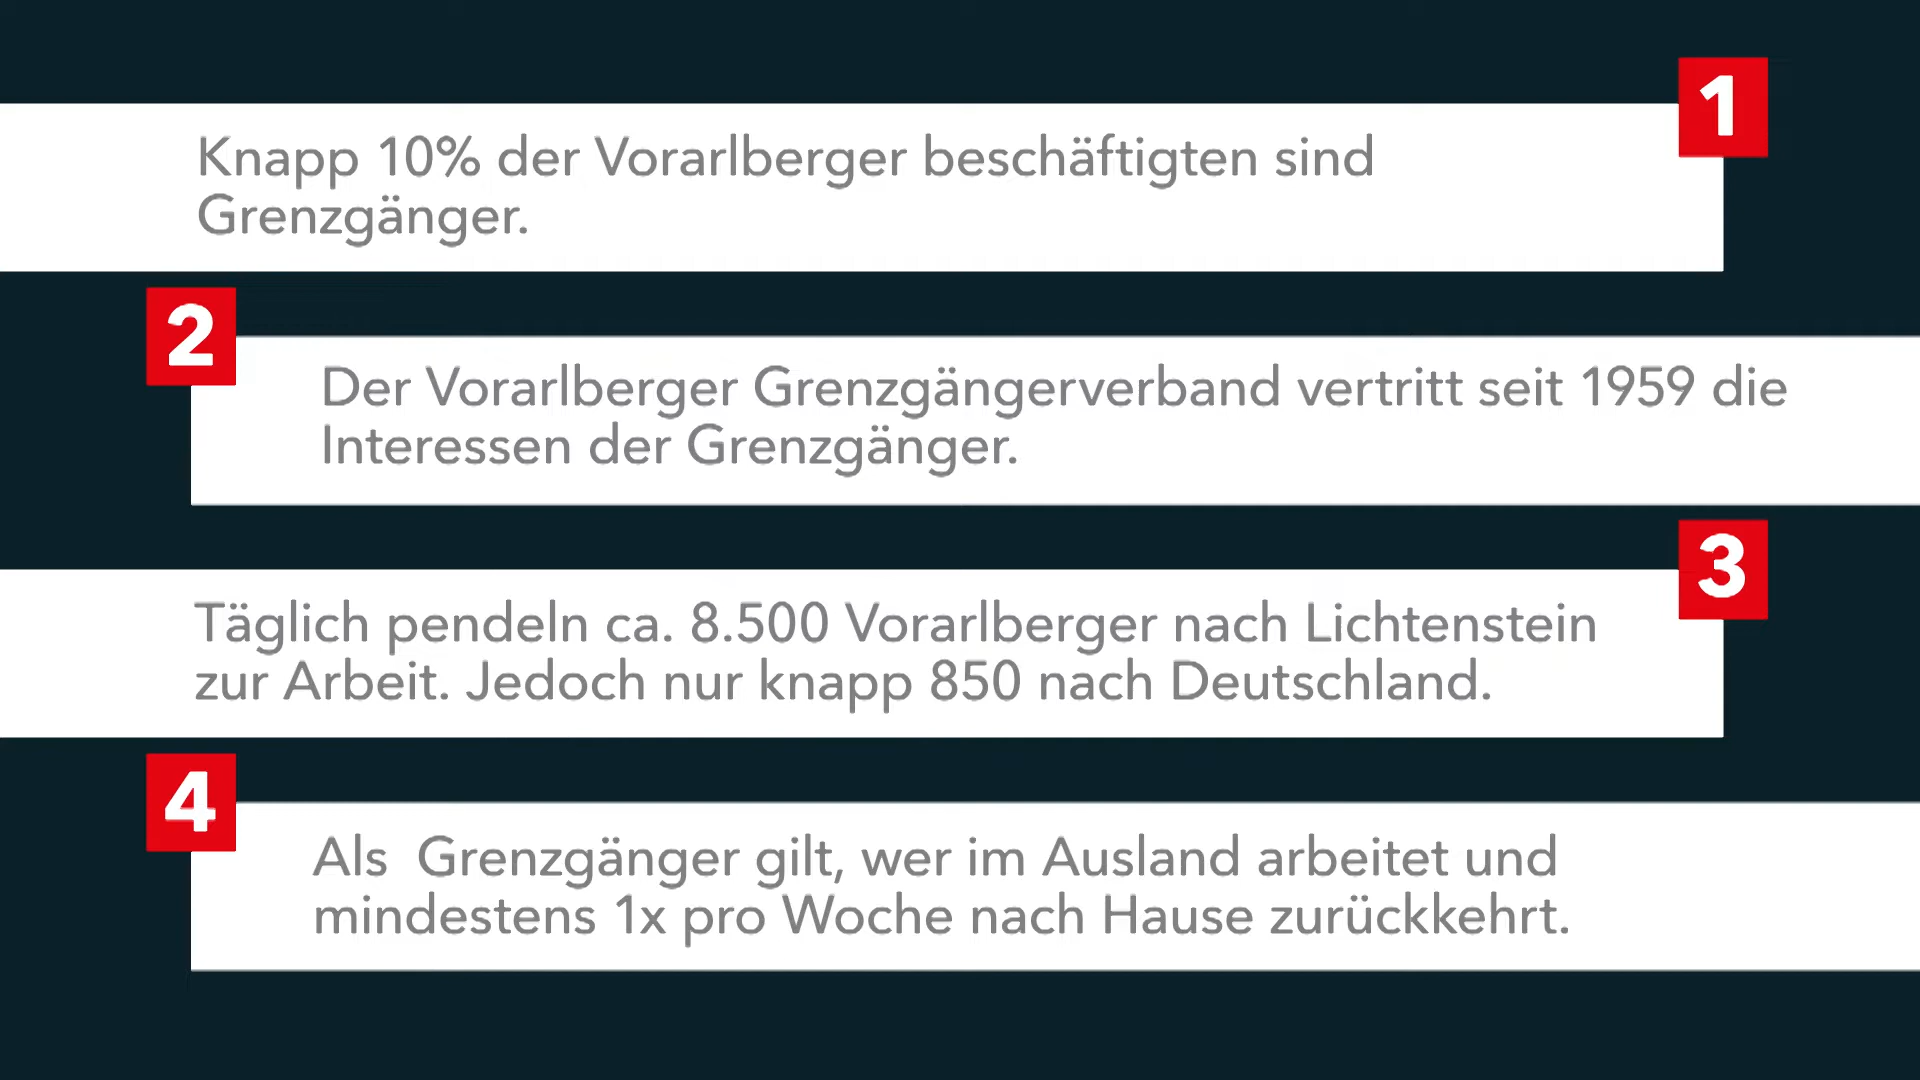 1
Knapp 10% der Vorarlberger beschäftigten sind
Grenzgänger.
2
Der Vorarlberger Grenzgängerverband vertritt seit 1959 die
Interessen der Grenzgänger.
3
Täglich pendeln ca. 8.500 Vorarlberger nach Lichtenstein
zur Arbeit. Jedoch nur knapp 850 nach Deutschland.
4
Als  Grenzgänger gilt, wer im Ausland arbeitet und
mindestens 1x pro Woche nach Hause zurückkehrt.